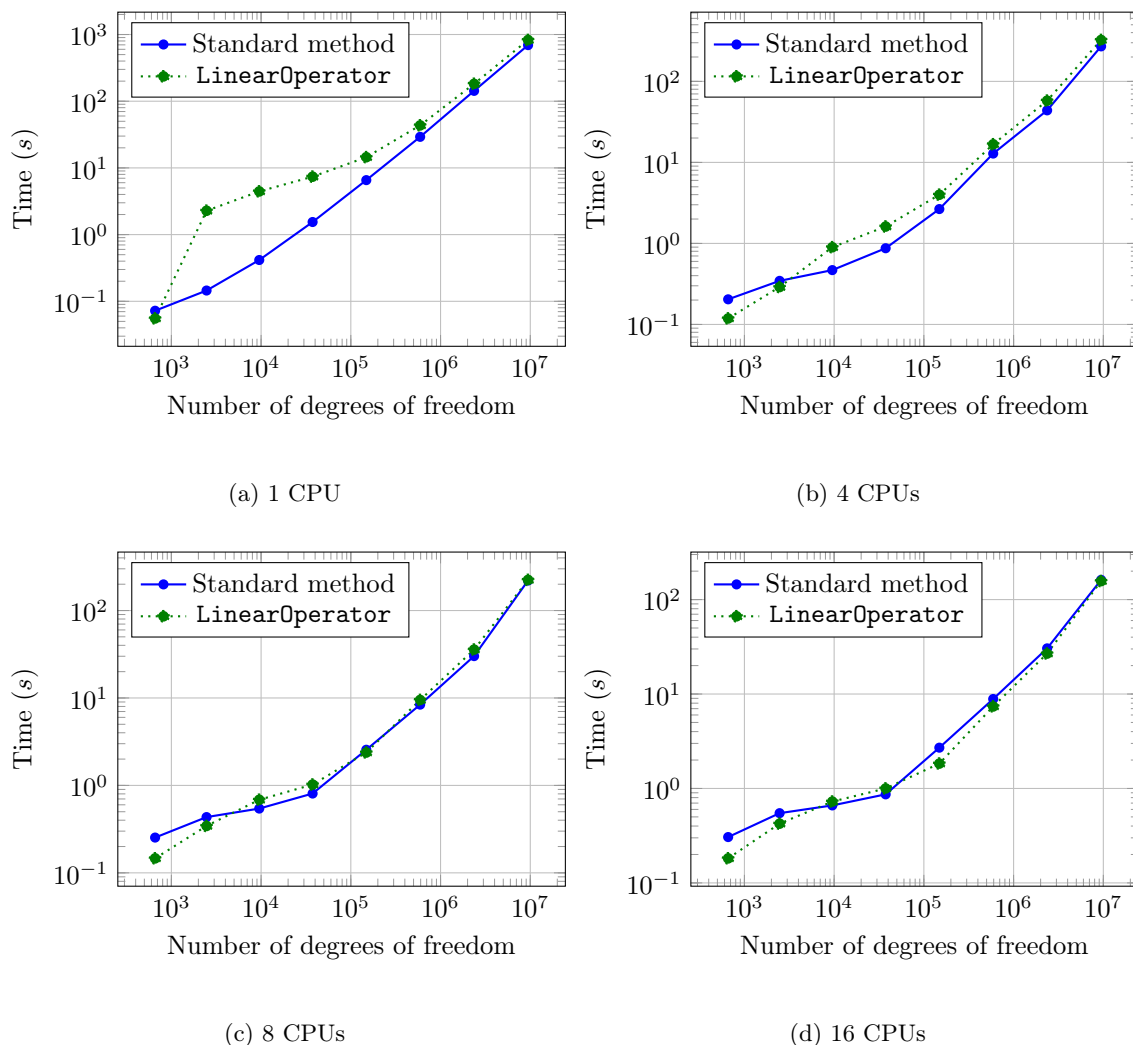 10^3
10^2
10^1
10^0
10^−1
Time (s)
Standard method
LinearOperator
10^3 10^4 10^5 10^6 10^7
Number of degrees of freedom
(a) 1 CPU
10^2
10^1
10^0
10^−1
Time (s)
Standard method
LinearOperator
10^3 10^4 10^5 10^6 10^7
Number of degrees of freedom
(b) 4 CPUs
10^2
10^1
10^0
10^−1
Time (s)
Standard method
LinearOperator
10^3 10^4 10^5 10^6 10^7
Number of degrees of freedom
(c) 8 CPUs
10^2
10^1
10^0
10^−1
Time (s)
Standard method
LinearOperator
10^3 10^4 10^5 10^6 10^7
Number of degrees of freedom
(d) 16 CPUs